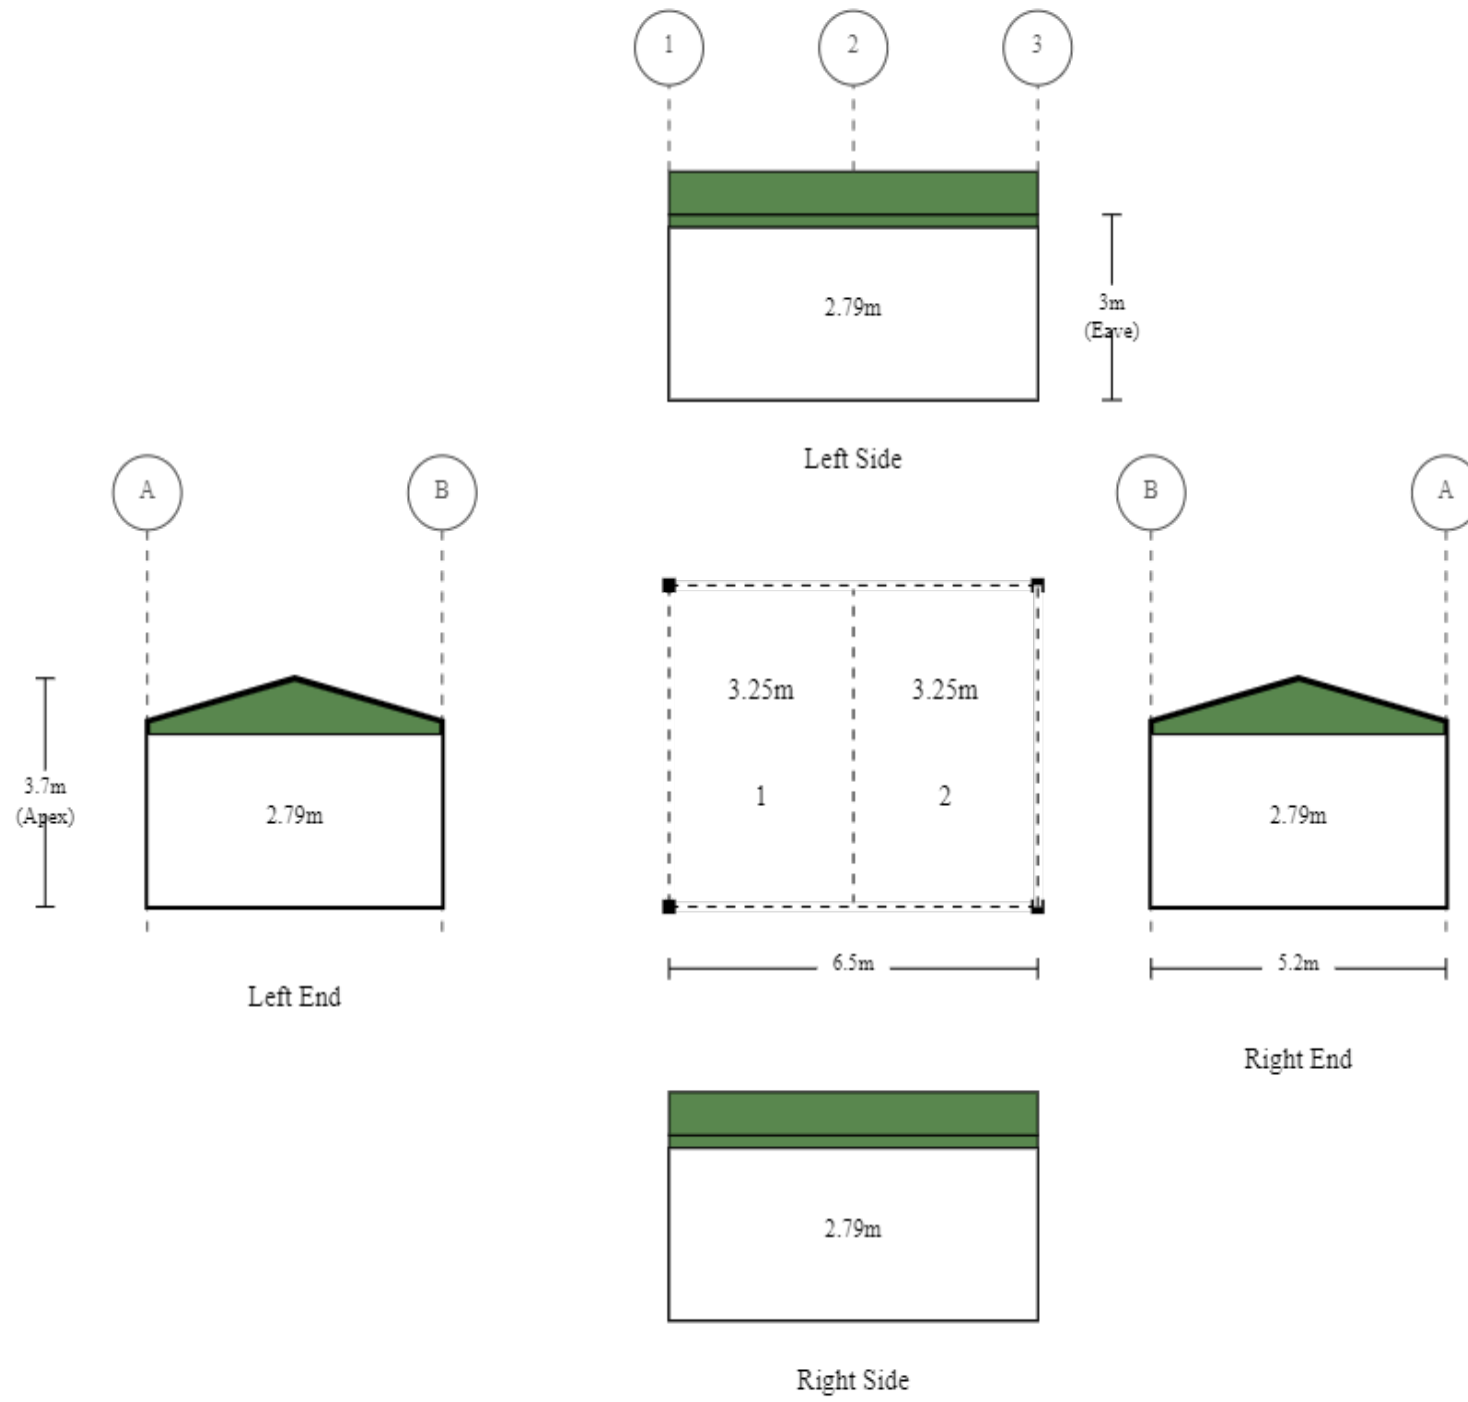 1 2 3
2.79m
3m
(Eave)
Left Side
A B
B A
3.25m 3.25m
3.7m
(Apex)
1 2
2.79m
2.79m
6.5m
5.2m
Left End
Right End
2.79m
Right Side